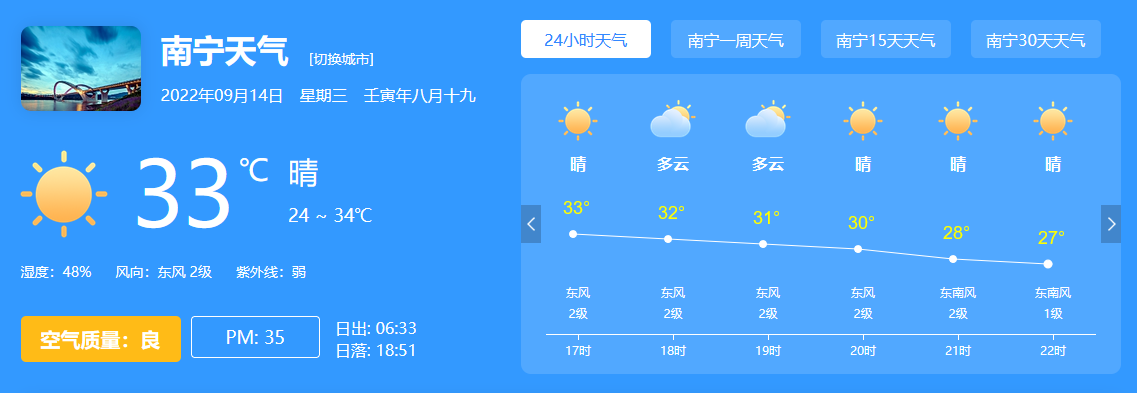 南宁天气 [切换城市]
2022年09月14日 星期三 壬寅年八月十九
33℃ 晴
24 ~ 34℃
湿度：48% 风向：东风 2级 紫外线：弱
空气质量：良 PM: 35
日出: 06:33
日落: 18:51
24小时天气 南宁一周天气 南宁15天天气 南宁30天天气
晴 多云 多云 晴 晴 晴
33° 32° 31° 30° 28° 27°
东风 东风 东风 东风 东南风 东南风
2级 2级 2级 2级 2级 1级
17时 18时 19时 20时 21时 22时